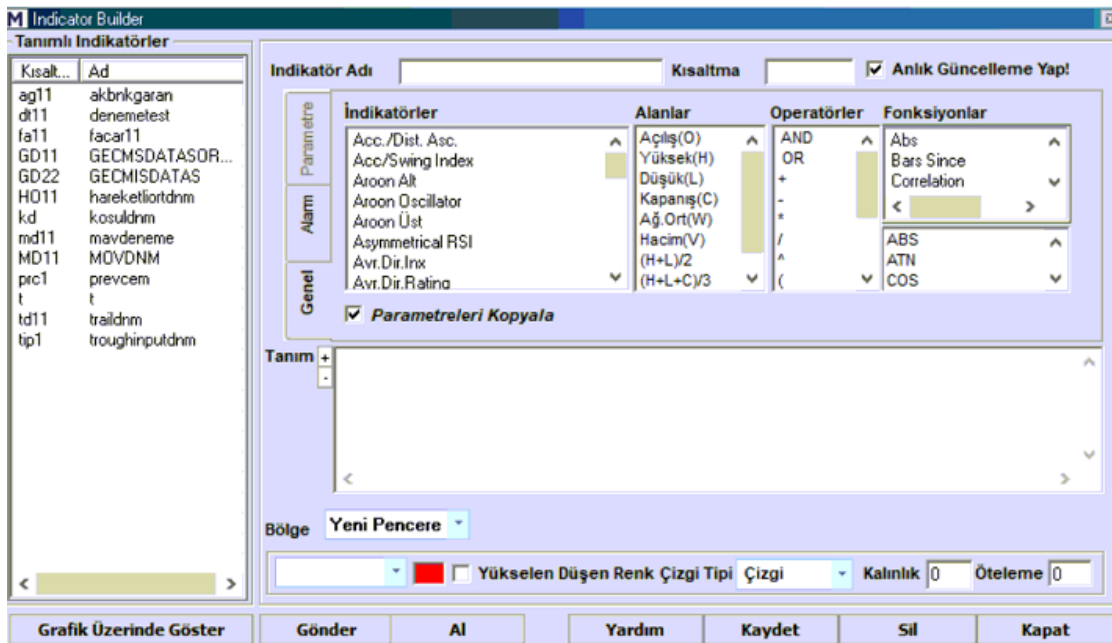 M Indicator Builder
Tanımlı Indikatörler
Kısalt... Ad
ag11 akbnkgaran
dt11 denemetest
fa11 facar11
GD11 GECMSDATASOR...
GD22 GECMISDATAS
HO11 hareketliortdnm
kd kosuldnm
md11 mavdeneme
MD11 MOVDNM
prc1 prevcem
t t
td11 traildnm
tip1 troughinputdnm
Indikatör Adı Kısaltma Anlık Güncelleme Yap!
Parametre
Alarm
Genel
İndikatörler
Acc./Dist. Asc.
Acc/Swing Index
Aroon Alt
Aroon Oscillator
Aroon Üst
Asymmetrical RSI
Avr.Dir.Inx
Avr.Dir.Rating
Alanlar
Açılış(O)
Yüksek(H)
Düşük(L)
Kapanış(C)
Ağ.Ort(W)
Hacim(V)
(H+L)/2
(H+L+C)/3
Operatörler
AND
OR
+
-
*
/
^
(
Fonksiyonlar
Abs
Bars Since
Correlation
ABS
ATN
COS
Parametreleri Kopyala
Tanım +
-
Bölge Yeni Pencere
Yükselen Düşen Renk Çizgi Tipi Çizgi Kalınlık 0 Öteleme 0
Grafik Üzerinde Göster Gönder Al Yardım Kaydet Sil Kapat